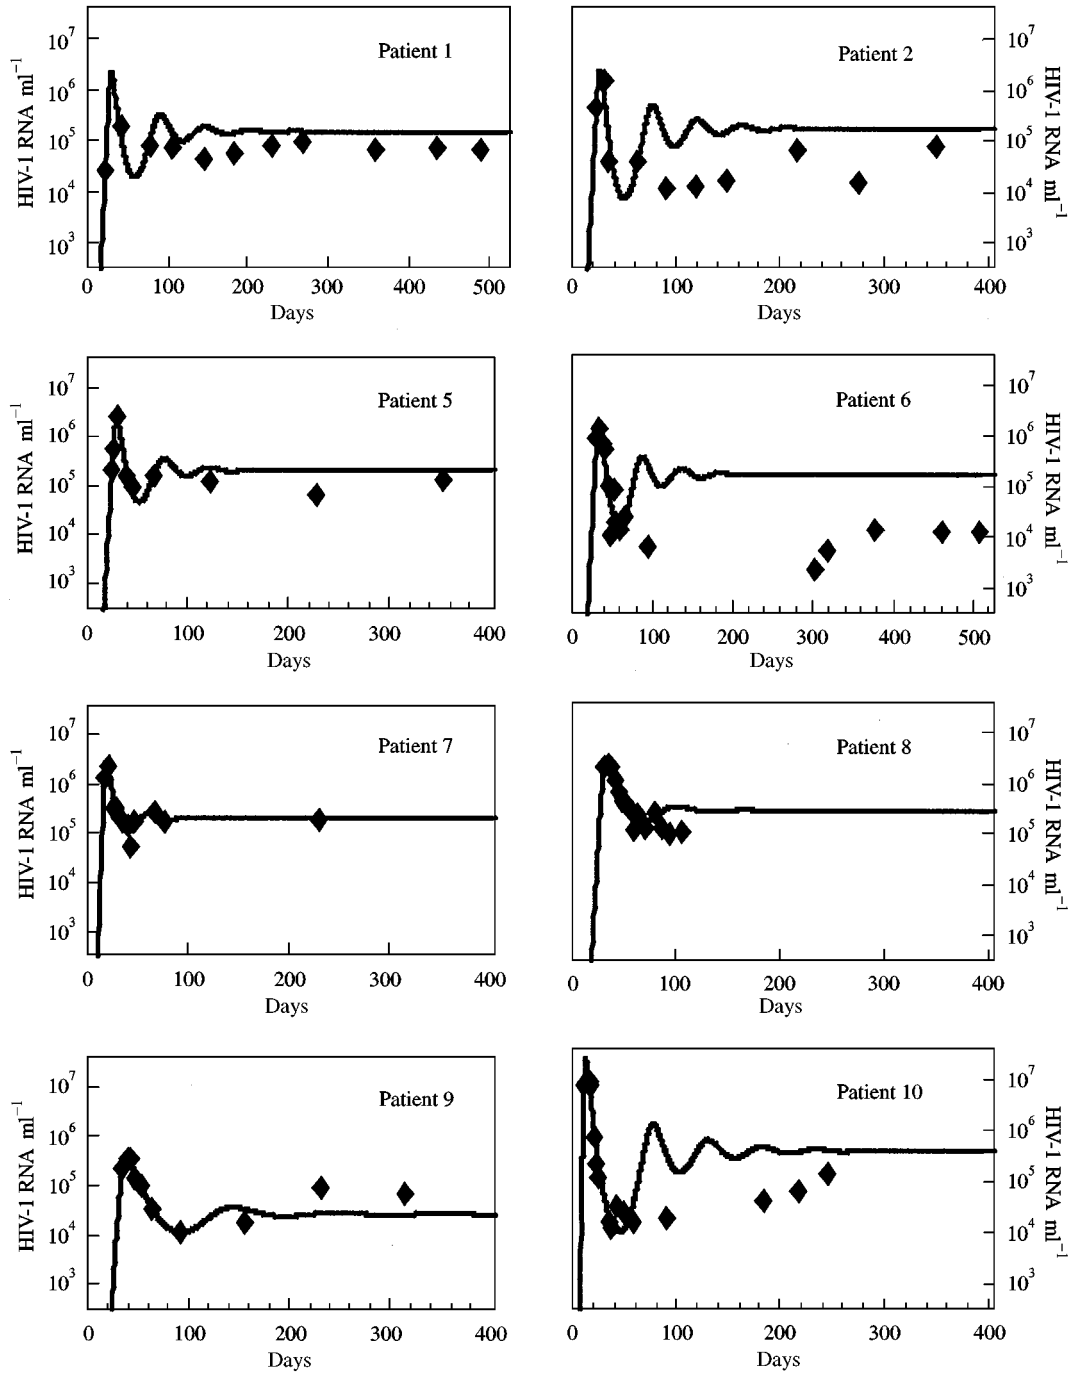 Patient 1
HIV-1 RNA ml⁻¹
10⁷
10⁶
10⁵
10⁴
10³
0 100 200 300 400 500
Days
Patient 2
HIV-1 RNA ml⁻¹
10⁷
10⁶
10⁵
10⁴
10³
0 100 200 300 400
Days
Patient 5
HIV-1 RNA ml⁻¹
10⁷
10⁶
10⁵
10⁴
10³
0 100 200 300 400
Days
Patient 6
HIV-1 RNA ml⁻¹
10⁷
10⁶
10⁵
10⁴
10³
0 100 200 300 400 500
Days
Patient 7
HIV-1 RNA ml⁻¹
10⁷
10⁶
10⁵
10⁴
10³
0 100 200 300 400
Days
Patient 8
HIV-1 RNA ml⁻¹
10⁷
10⁶
10⁵
10⁴
10³
0 100 200 300 400
Days
Patient 9
HIV-1 RNA ml⁻¹
10⁷
10⁶
10⁵
10⁴
10³
0 100 200 300 400
Days
Patient 10
HIV-1 RNA ml⁻¹
10⁷
10⁶
10⁵
10⁴
10³
0 100 200 300 400
Days